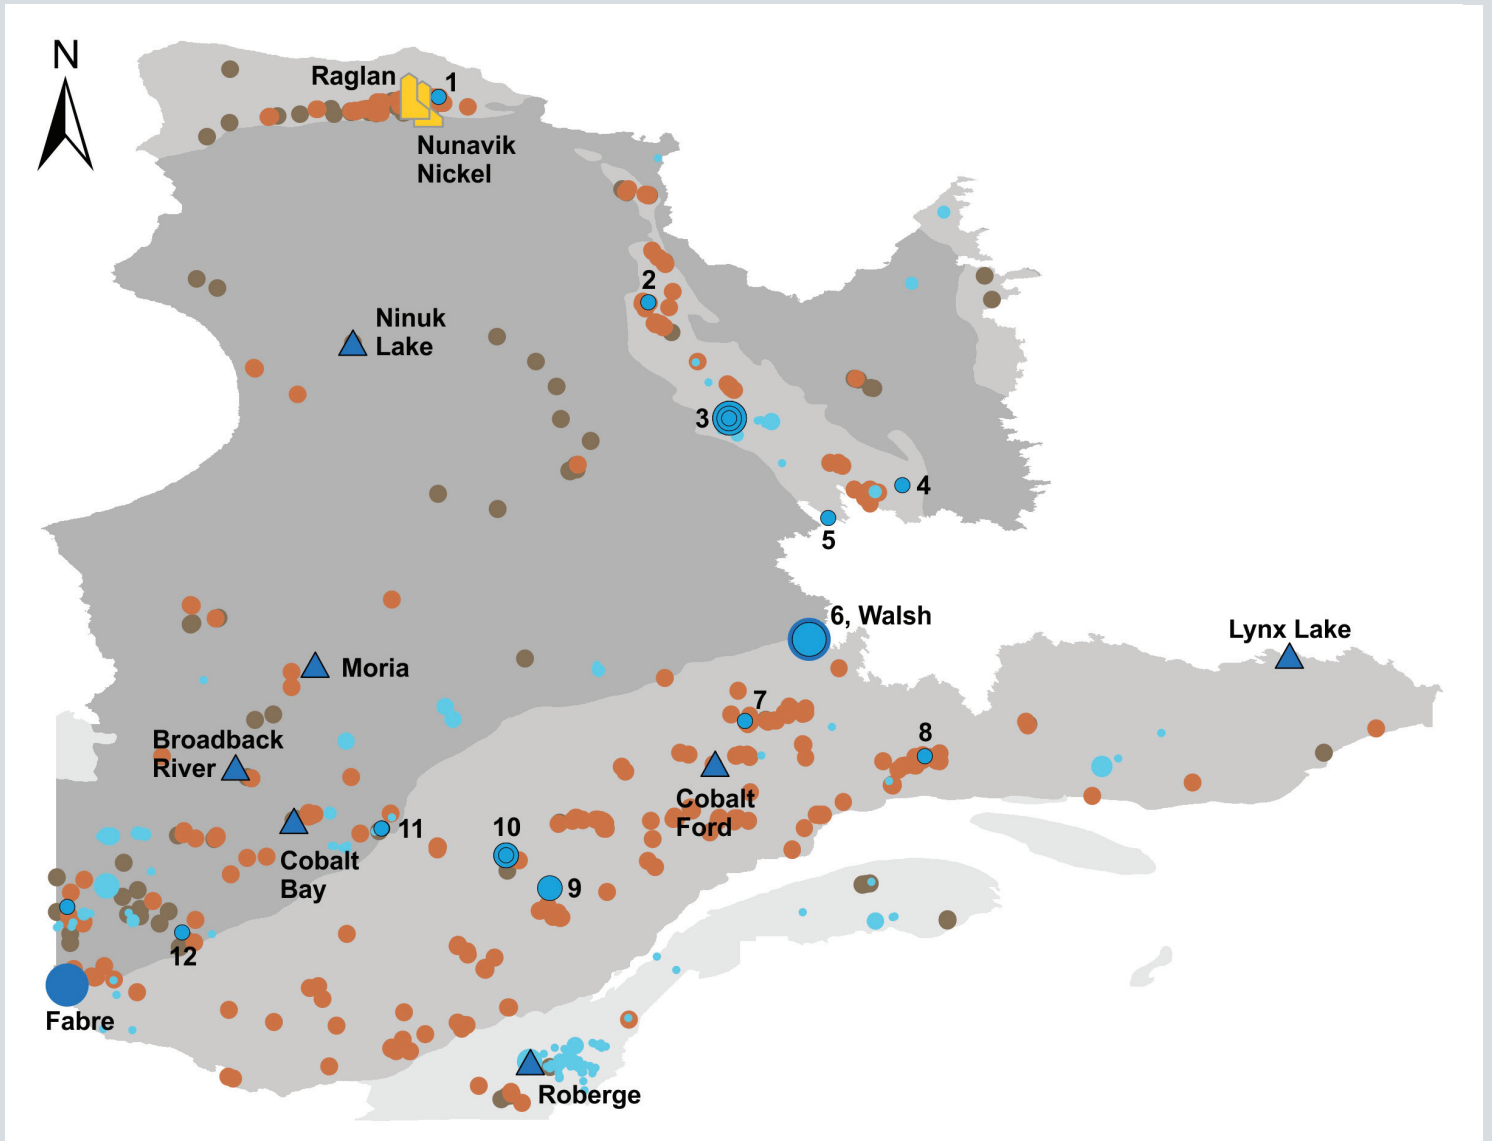 N
Raglan
1
Nunavik
Nickel
2
Ninuk
Lake
3
4
5
6, Walsh
Lynx Lake
Moria
7
8
Broadback
River
Cobalt
Ford
10
11
Cobalt
Bay
9
12
Fabre
Roberge